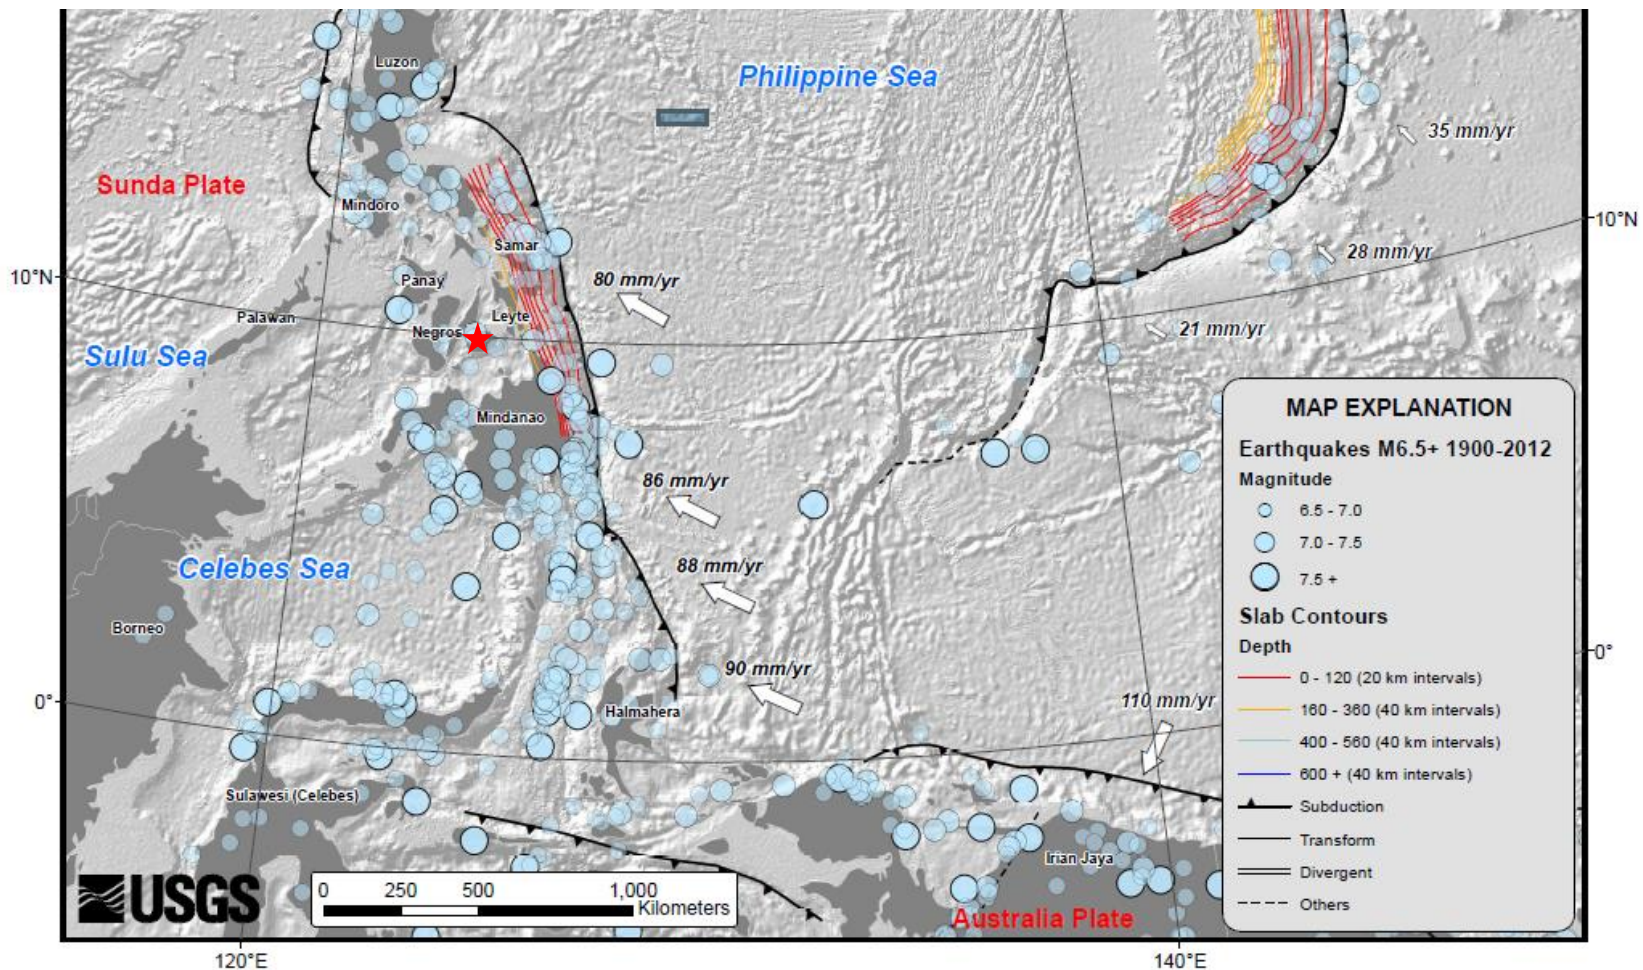 Luzon
Philippine Sea
35 mm/yr
Sunda Plate
Mindoro
10°N
Samar
28 mm/yr
10°N
Panay
80 mm/yr
Palawan
Leyte
Negros
21 mm/yr
Sulu Sea
Mindanao
86 mm/yr
Celebes Sea
88 mm/yr
Borneo
90 mm/yr
0°
0°
Halmahera
110 mm/yr
Sulawesi (Celebes)
Irian Jaya
Australia Plate
USGS
0 250 500 1,000
Kilometers
120°E
140°E
MAP EXPLANATION
Earthquakes M6.5+ 1900-2012
Magnitude
6.5 - 7.0
7.0 - 7.5
7.5 +
Slab Contours
Depth
0 - 120 (20 km intervals)
160 - 360 (40 km intervals)
400 - 560 (40 km intervals)
600 + (40 km intervals)
Subduction
Transform
Divergent
Others